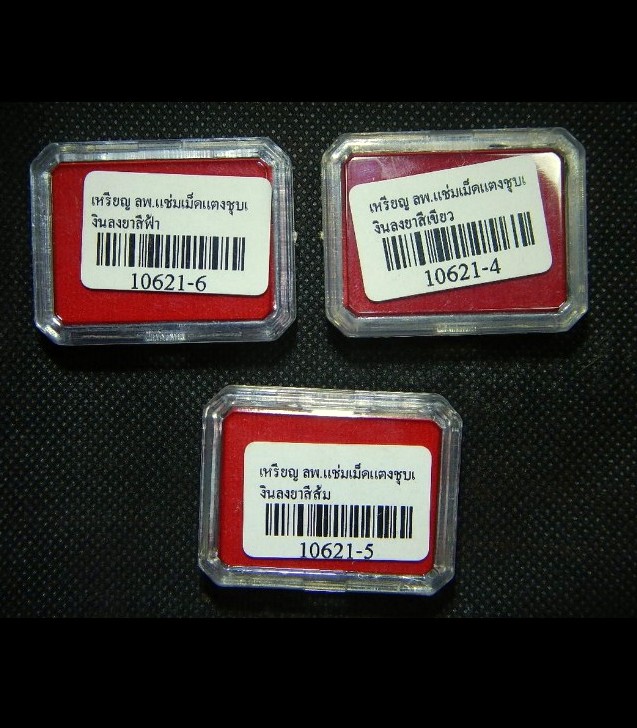 เหรียญ ลพ.แช่มเม็ดแตงชุบเ
งินลงยาสีฟ้า
10621-6
เหรียญ ลพ.แช่มเม็ดแตงชุบเ
งินลงยาสีเขียว
10621-4
เหรียญ ลพ.แช่มเม็ดแตงชุบเ
งินลงยาสีส้ม
10621-5